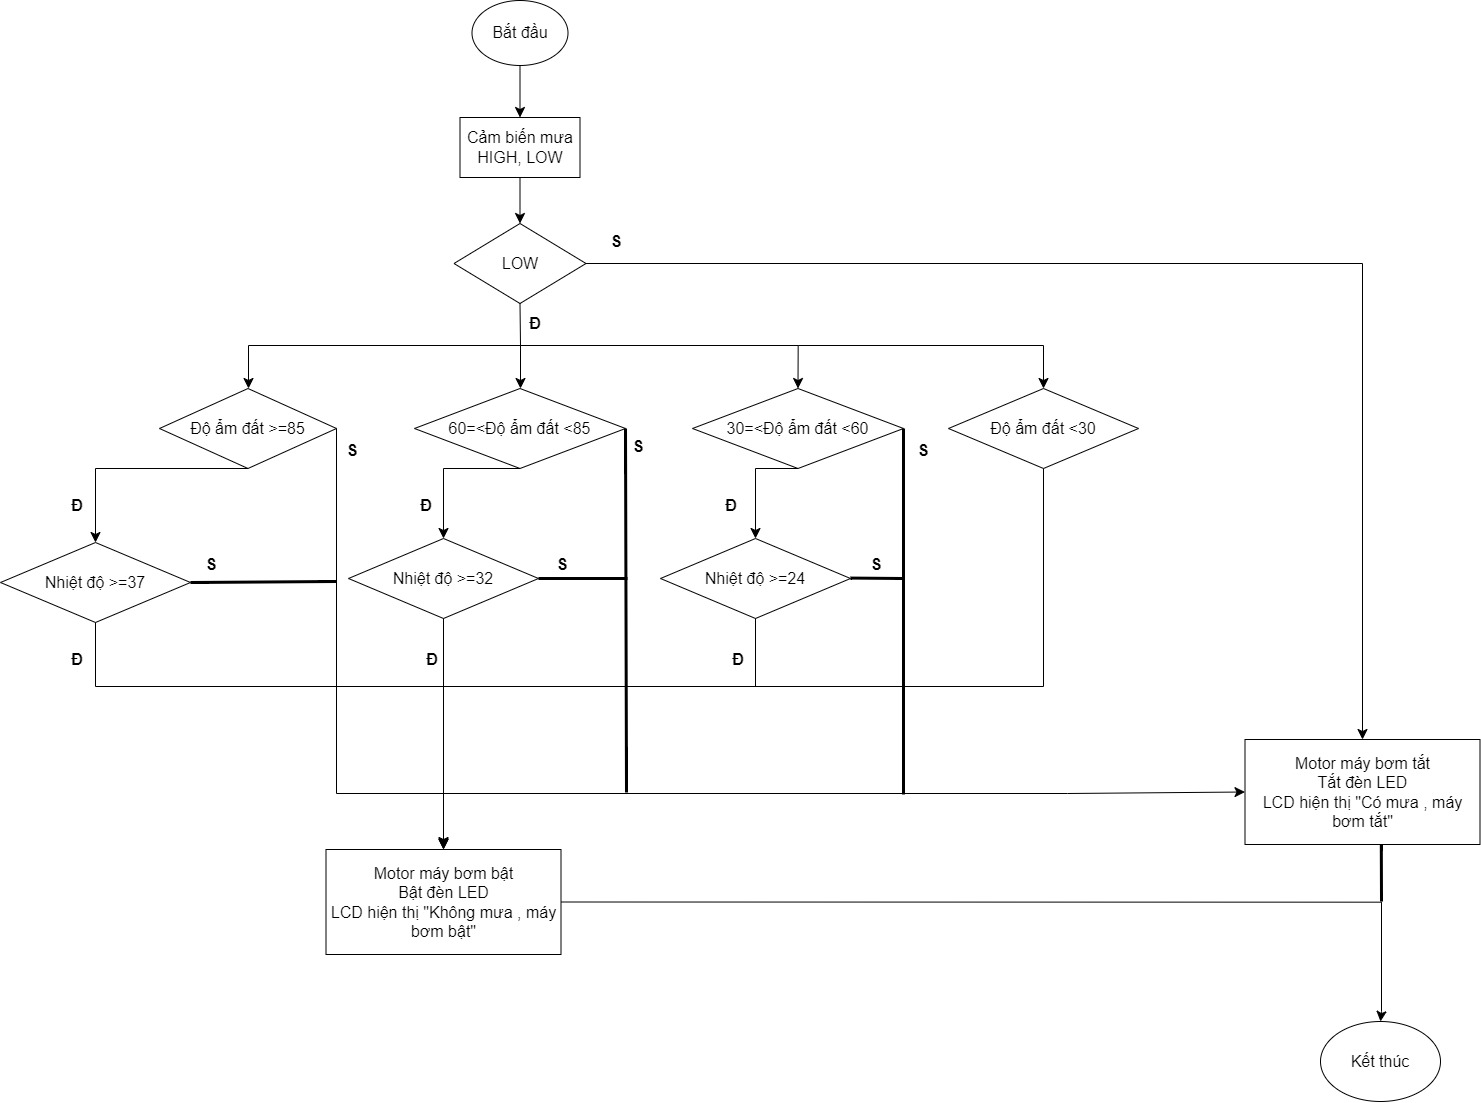 Bắt đầu
Cảm biến mưa
HIGH, LOW
LOW
S
Đ
Độ ẩm đất >=85
60=<Độ ẩm đất <85
30=<Độ ẩm đất <60
Độ ẩm đất <30
S
S
S
Đ
Đ
Đ
Nhiệt độ >=37
S
Nhiệt độ >=32
S
Nhiệt độ >=24
S
Đ
Đ
Đ
Motor máy bơm tắt
Tắt đèn LED
LCD hiện thị "Có mưa , máy
bơm tắt"
Motor máy bơm bật
Bật đèn LED
LCD hiện thị "Không mưa , máy
bơm bật"
Kết thúc